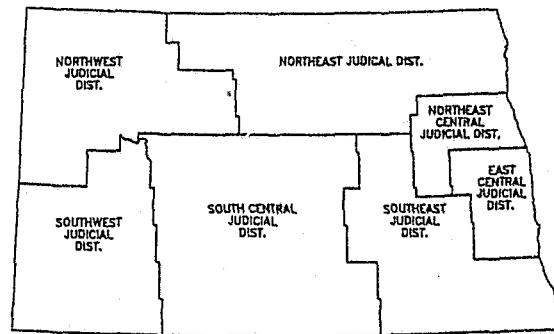 NORTHWEST
JUDICIAL
DIST.
NORTHEAST JUDICIAL DIST.
NORTHEAST
CENTRAL
JUDICIAL DIST.
EAST
CENTRAL
JUDICIAL
DIST.
SOUTHWEST
JUDICIAL
DIST.
SOUTH CENTRAL
JUDICIAL
DIST.
SOUTHEAST
JUDICIAL
DIST.